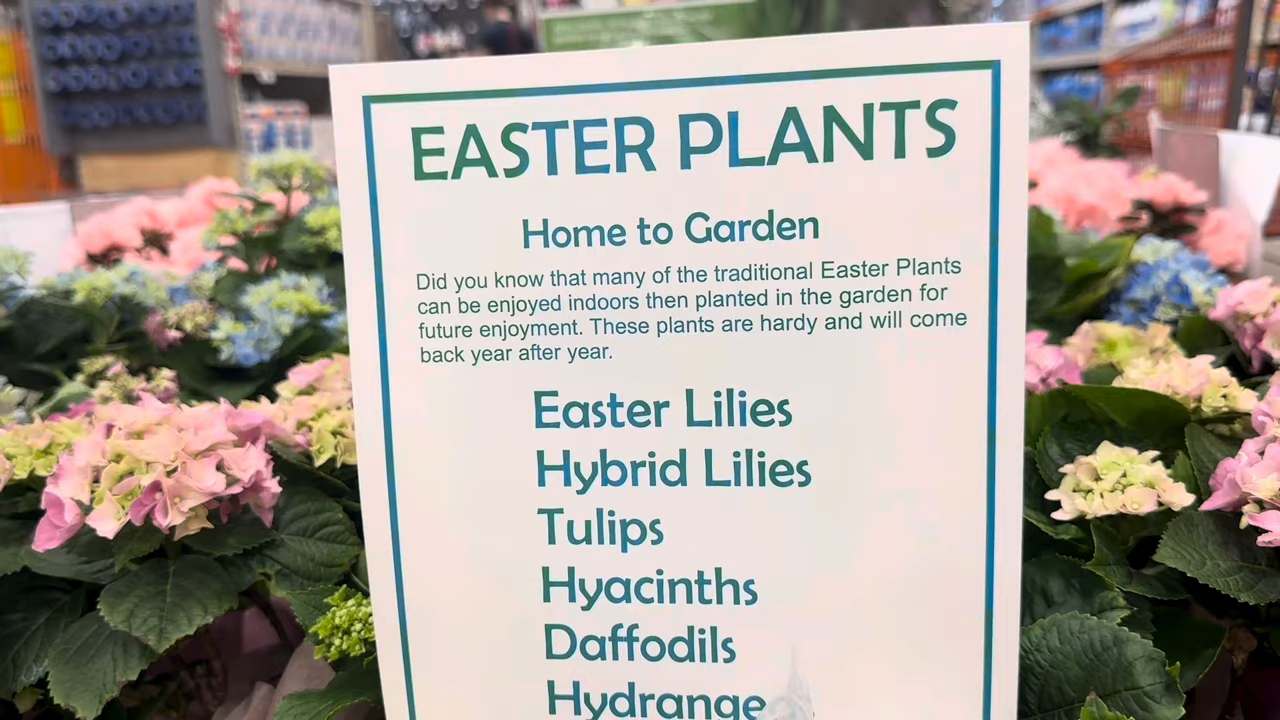 EASTER PLANTS
Home to Garden
Did you know that many of the traditional Easter Plants
can be enjoyed indoors then planted in the garden for
future enjoyment. These plants are hardy and will come
back year after year.
Easter Lilies
Hybrid Lilies
Tulips
Hyacinths
Daffodils
Hydrange